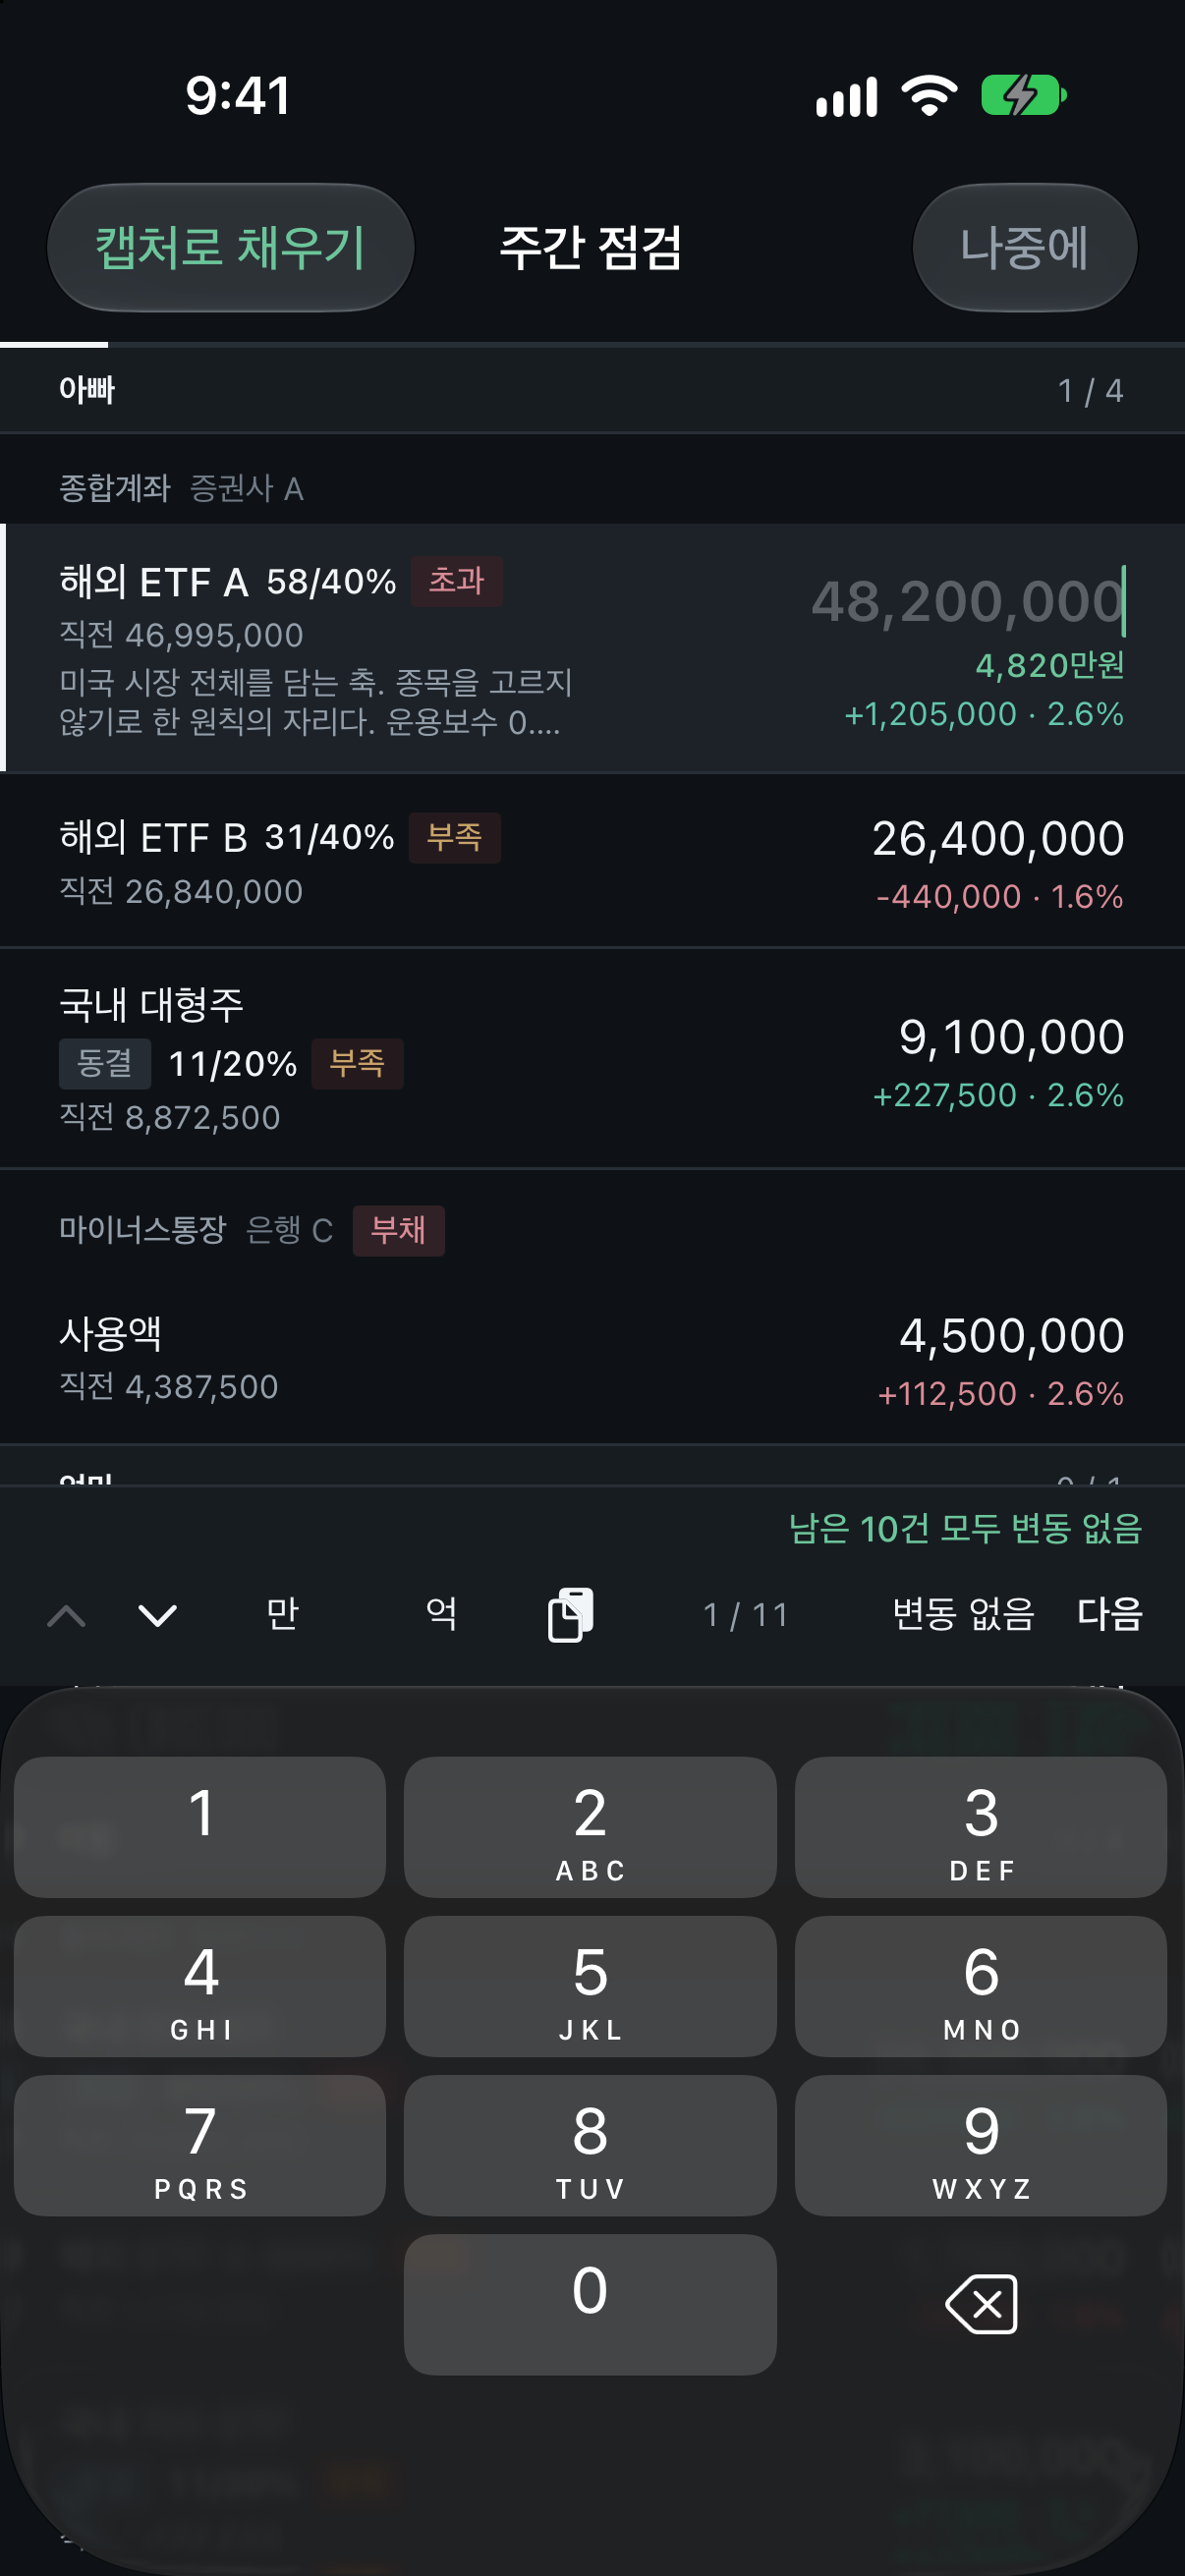 9:41
캡처로 채우기 주간 점검 나중에
아빠 1 / 4
종합계좌 증권사 A
해외 ETF A 58/40% 초과 48,200,000
직전 46,995,000 4,820만원
미국 시장 전체를 담는 축. 종목을 고르지
않기로 한 원칙의 자리다. 운용보수 0.... +1,205,000 · 2.6%
해외 ETF B 31/40% 부족 26,400,000
직전 26,840,000 -440,000 · 1.6%
국내 대형주
동결 11/20% 부족 9,100,000
직전 8,872,500 +227,500 · 2.6%
마이너스통장 은행 C 부채
사용액 4,500,000
직전 4,387,500 +112,500 · 2.6%
남은 10건 모두 변동 없음
만 억 1 / 11 변동 없음 다음
1 2 3
ABC DEF
4 5 6
GHI JKL MNO
7 8 9
PQRS TUV WXYZ
0